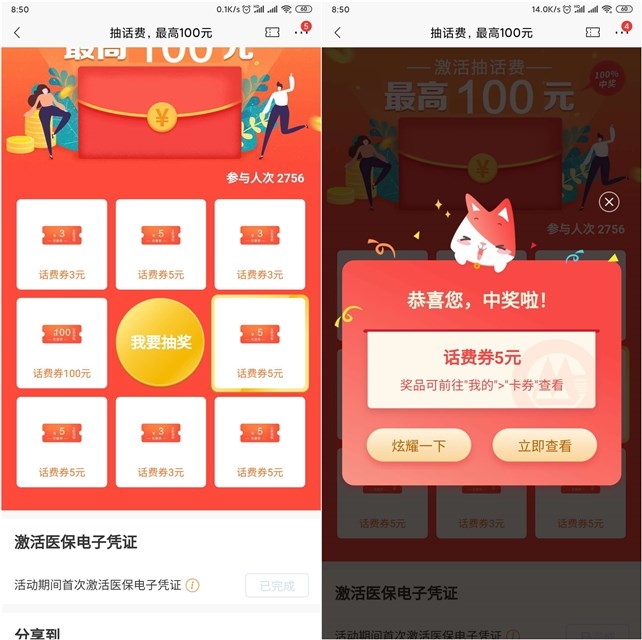 8:50
0.1K/s
60
抽话费，最高100元
5
最高100元
参与人次 2756
3
话费券3元
5
话费券5元
3
话费券3元
100
话费券100元
我要抽奖
5
话费券5元
5
话费券5元
3
话费券3元
5
话费券5元
激活医保电子凭证
活动期间首次激活医保电子凭证
已完成
分享到
8:50
14.0K/s
60
抽话费，最高100元
4
激活抽话费
100%
中奖
最高100元
参与人次 2756
恭喜您，中奖啦！
话费券5元
奖品可前往"我的">"卡券"查看
炫耀一下
立即查看
话费券5元
话费券3元
话费券5元
激活医保电子凭证
活动期间首次激活医保电子凭证